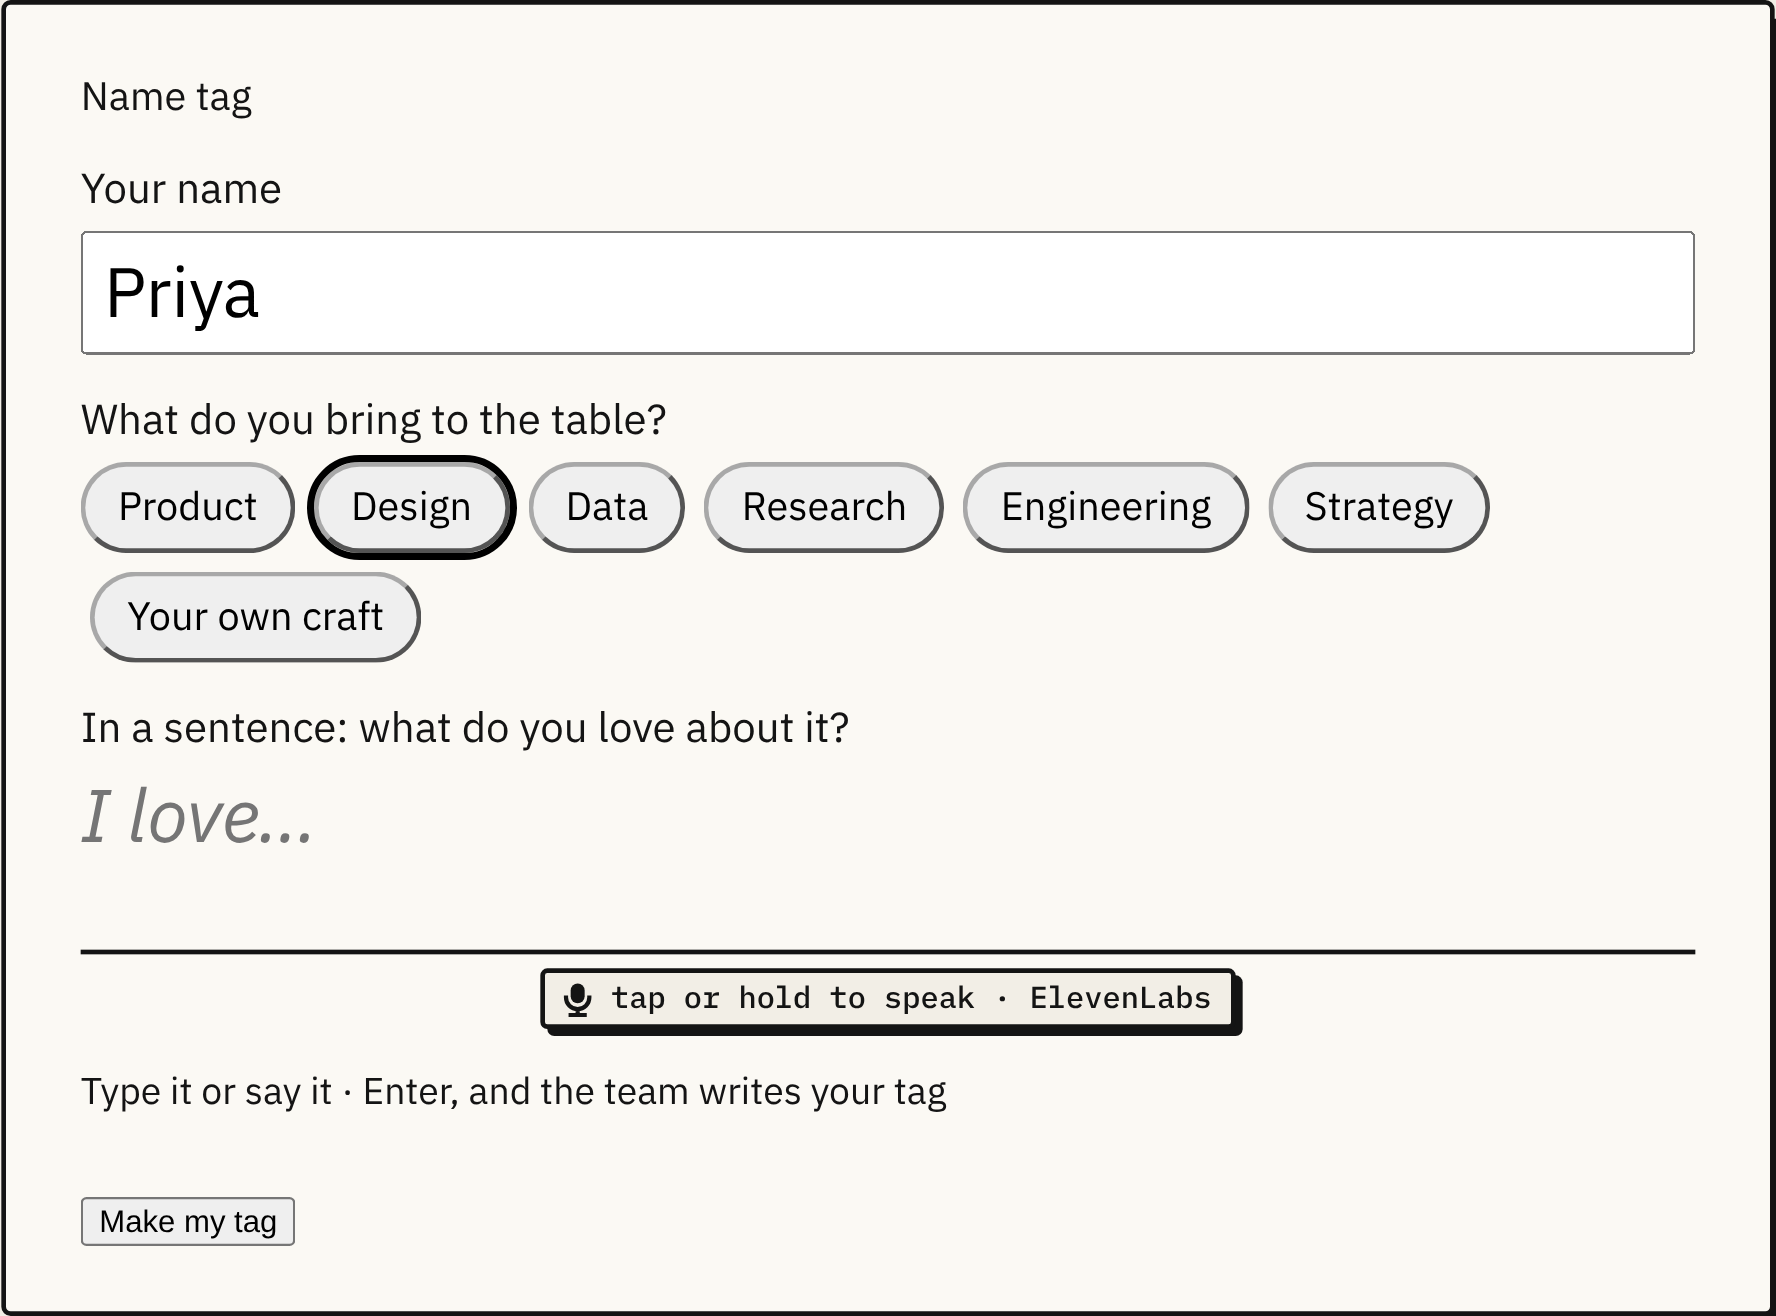 Name tag
Your name
Priya
What do you bring to the table?
Product Design Data Research Engineering Strategy
Your own craft
In a sentence: what do you love about it?
I love...
tap or hold to speak · ElevenLabs
Type it or say it · Enter, and the team writes your tag
Make my tag